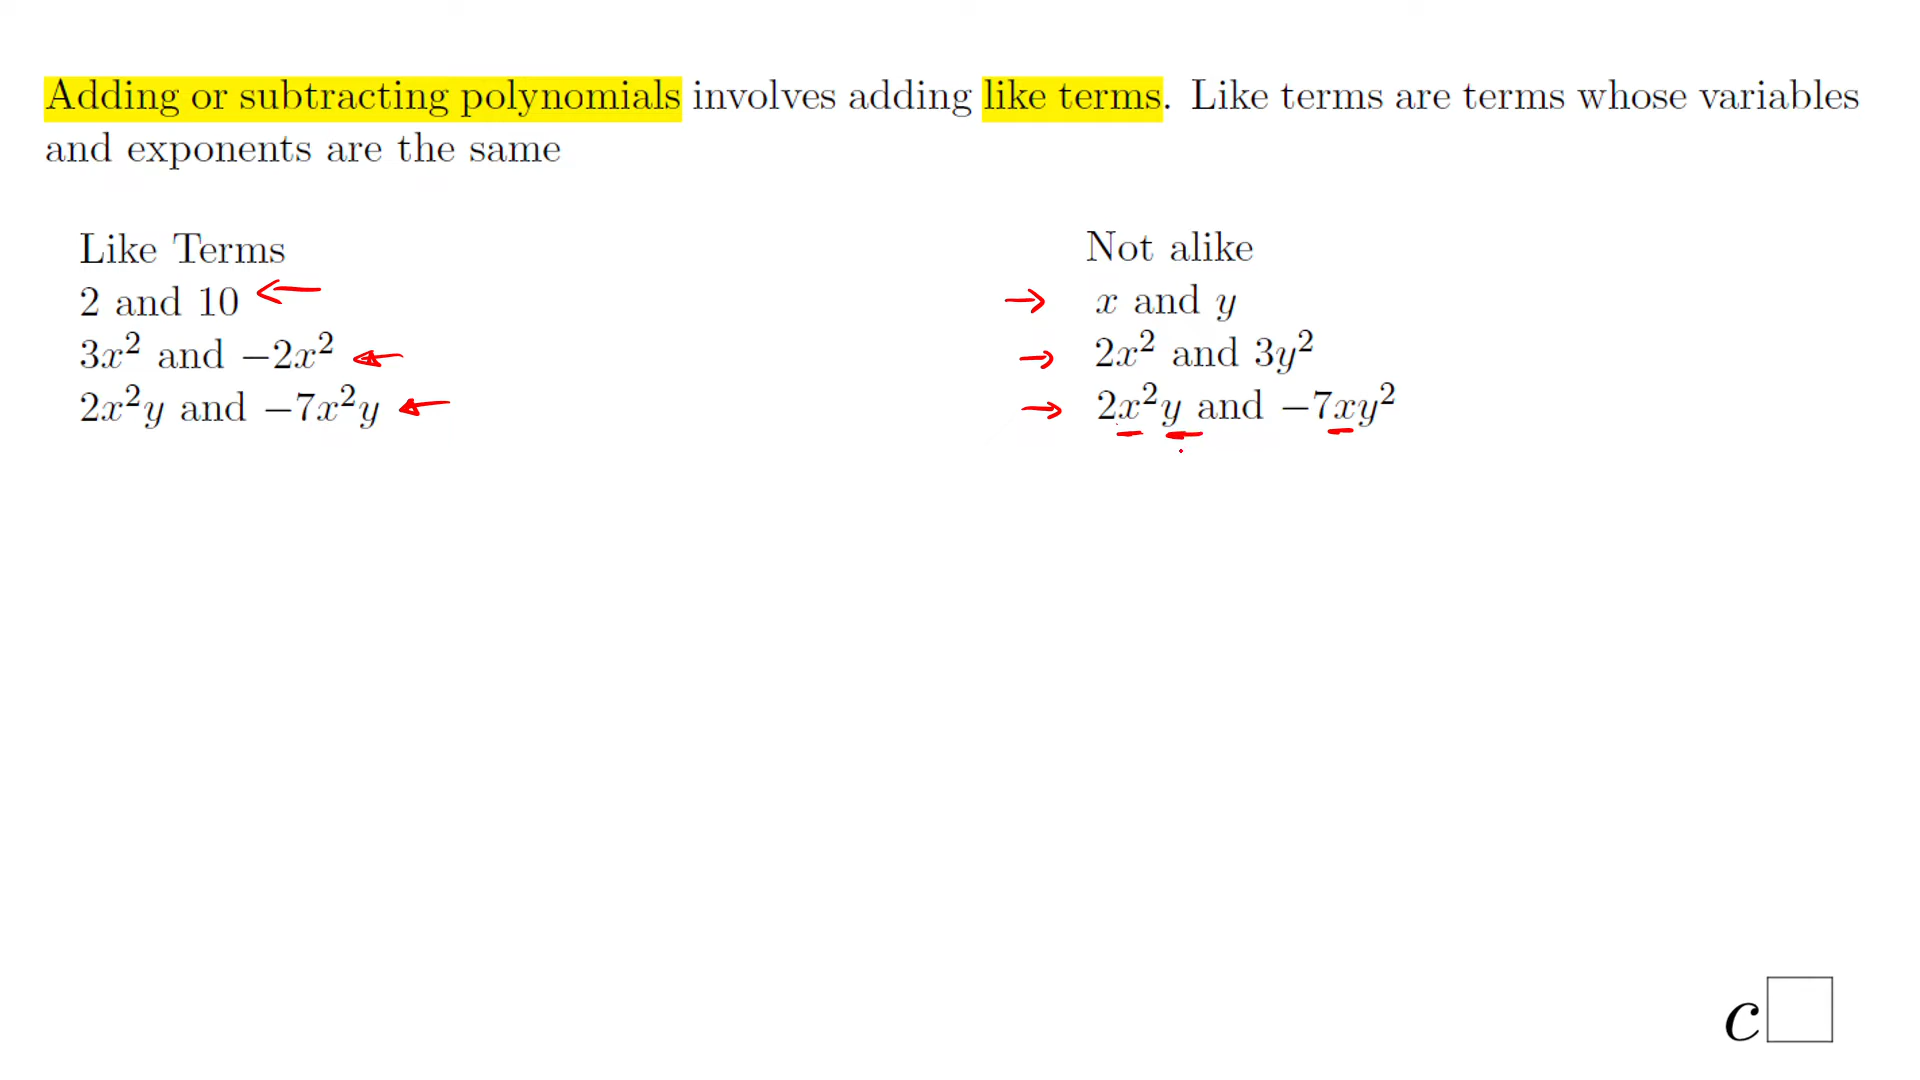 Adding or subtracting polynomials involves adding like terms. Like terms are terms whose variables
and exponents are the same
Like Terms
2 and 10
3x² and −2x²
2x²y and −7x²y
Not alike
x and y
2x² and 3y²
2x²y and −7xy²
c